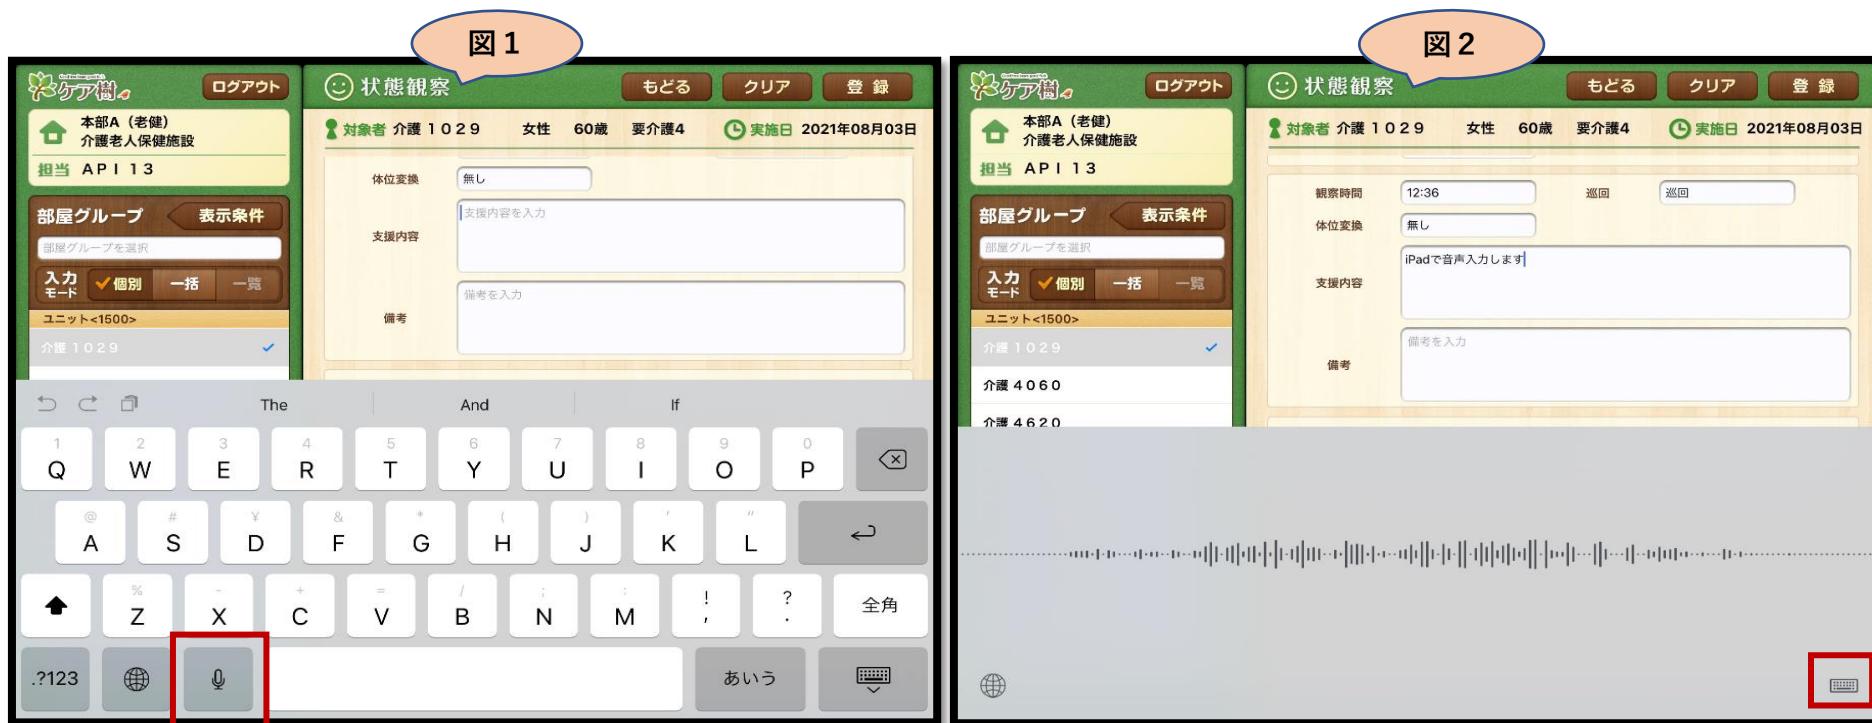 図1
ケア樹
ログアウト
状態観察
もどる
クリア
登録
本部A（老健）
介護老人保健施設
担当 API 13
対象者 介護1029 女性 60歳 要介護4 実施日 2021年08月03日
部屋グループ
表示条件
部屋グループを選択
入力モード
個別
一括
一覧
ユニット<1500>
介護1029
体位変換
無し
支援内容
支援内容を入力
備考
備考を入力
The And If
1 2 3 4 5 6 7 8 9 0
Q W E R T Y U I O P
@ # ¥ & * ( ) ' "
A S D F G H J K L
% - + = / ; : ! ?
Z X C V B N M , . 全角
.?123
あいう
図2
ケア樹
ログアウト
状態観察
もどる
クリア
登録
本部A（老健）
介護老人保健施設
担当 API 13
対象者 介護1029 女性 60歳 要介護4 実施日 2021年08月03日
部屋グループ
表示条件
部屋グループを選択
入力モード
個別
一括
一覧
ユニット<1500>
介護1029
介護4060
介護4620
観察時間
12:36
巡回
巡回
体位変換
無し
支援内容
iPadで音声入力します
備考
備考を入力